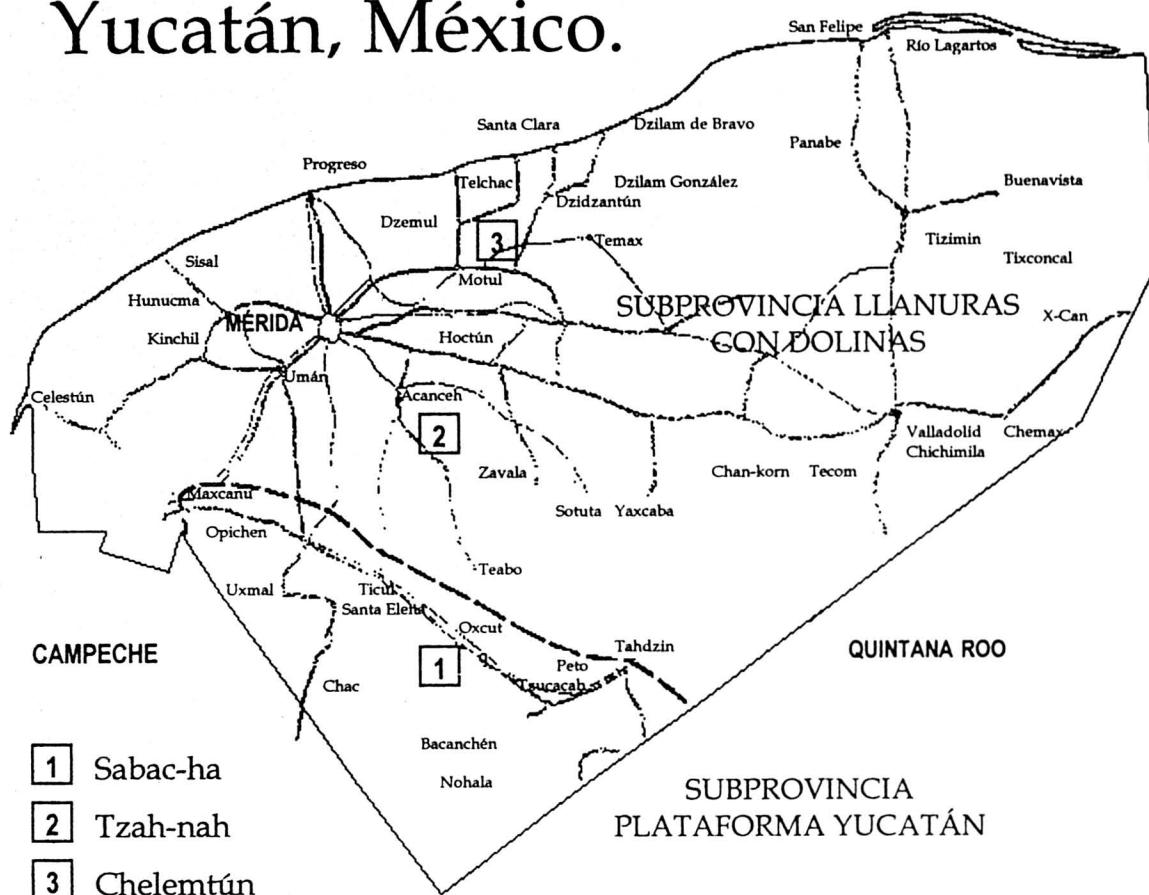 Yucatán, México.
San Felipe
Río Lagartos
Santa Clara
Dzilam de Bravo
Panabe
Progreso
Telchac
Dzilam González
Buenavista
Dzidzantún
Dzemul
3
Temax
Tizimin
Sisal
Motul
Tixconcal
Hunucma
SUBPROVINCIA LLANURAS
CON DOLINAS
MÉRIDA
X-Can
Kinchil
Hoctún
Umán
Celestún
Acanceh
2
Valladolid
Chemax
Chichimila
Zavala
Chan-korn
Tecom
Maxcanu
Sotuta
Yaxcaba
Opichen
Teabo
Uxmal
Ticul
Santa Elena
Oxcut
CAMPECHE
Tahdzin
QUINTANA ROO
1
Peto
Tsucacab
Chac
Bacanchén
1 Sabac-ha
Nohala
SUBPROVINCIA
PLATAFORMA YUCATÁN
2 Tzah-nah
3 Chelemtún